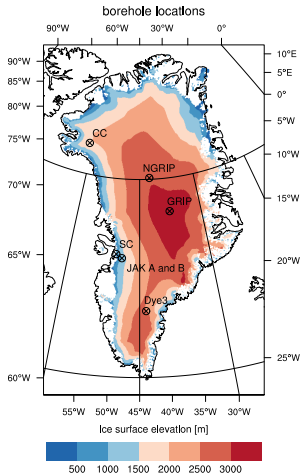 borehole locations
90°W 60°W 40°W 20°W 0°
90°W
85°W
80°W
75°W
70°W
65°W
60°W
10°E
5°E
0°
5°W
10°W
15°W
20°W
25°W
CC
NGRIP
GRIP
SC
JAK A and B
Dye3
55°W 50°W 45°W 40°W 35°W 30°W
Ice surface elevation [m]
500 1000 1500 2000 2500 3000